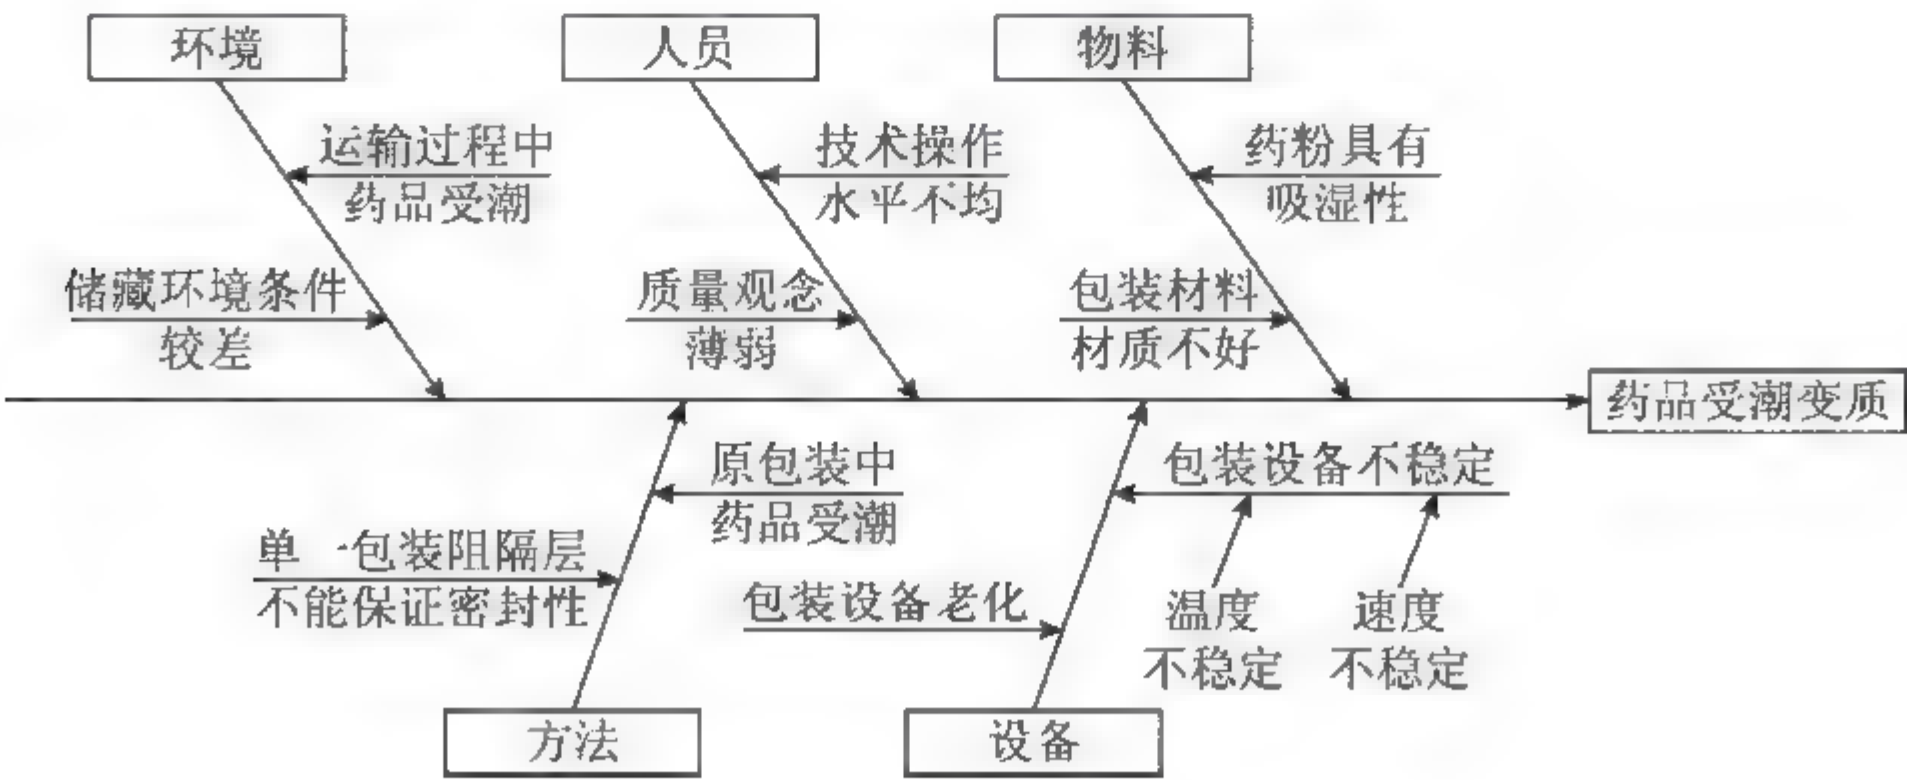 环境
人员
物料
运输过程中
药品受潮
技术操作
水平不均
药粉具有
吸湿性
储藏环境条件
较差
质量观念
薄弱
包装材料
材质不好
药品受潮变质
原包装中
药品受潮
包装设备不稳定
单一包装阻隔层
不能保证密封性
包装设备老化
温度
不稳定
速度
不稳定
方法
设备